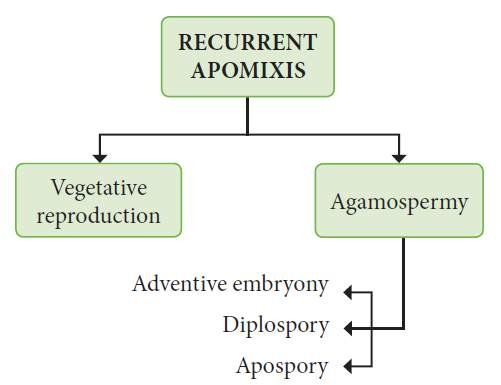 RECURRENT
APOMIXIS
Vegetative
reproduction
Agamospermy
Adventive embryony
Diplospory
Apospory